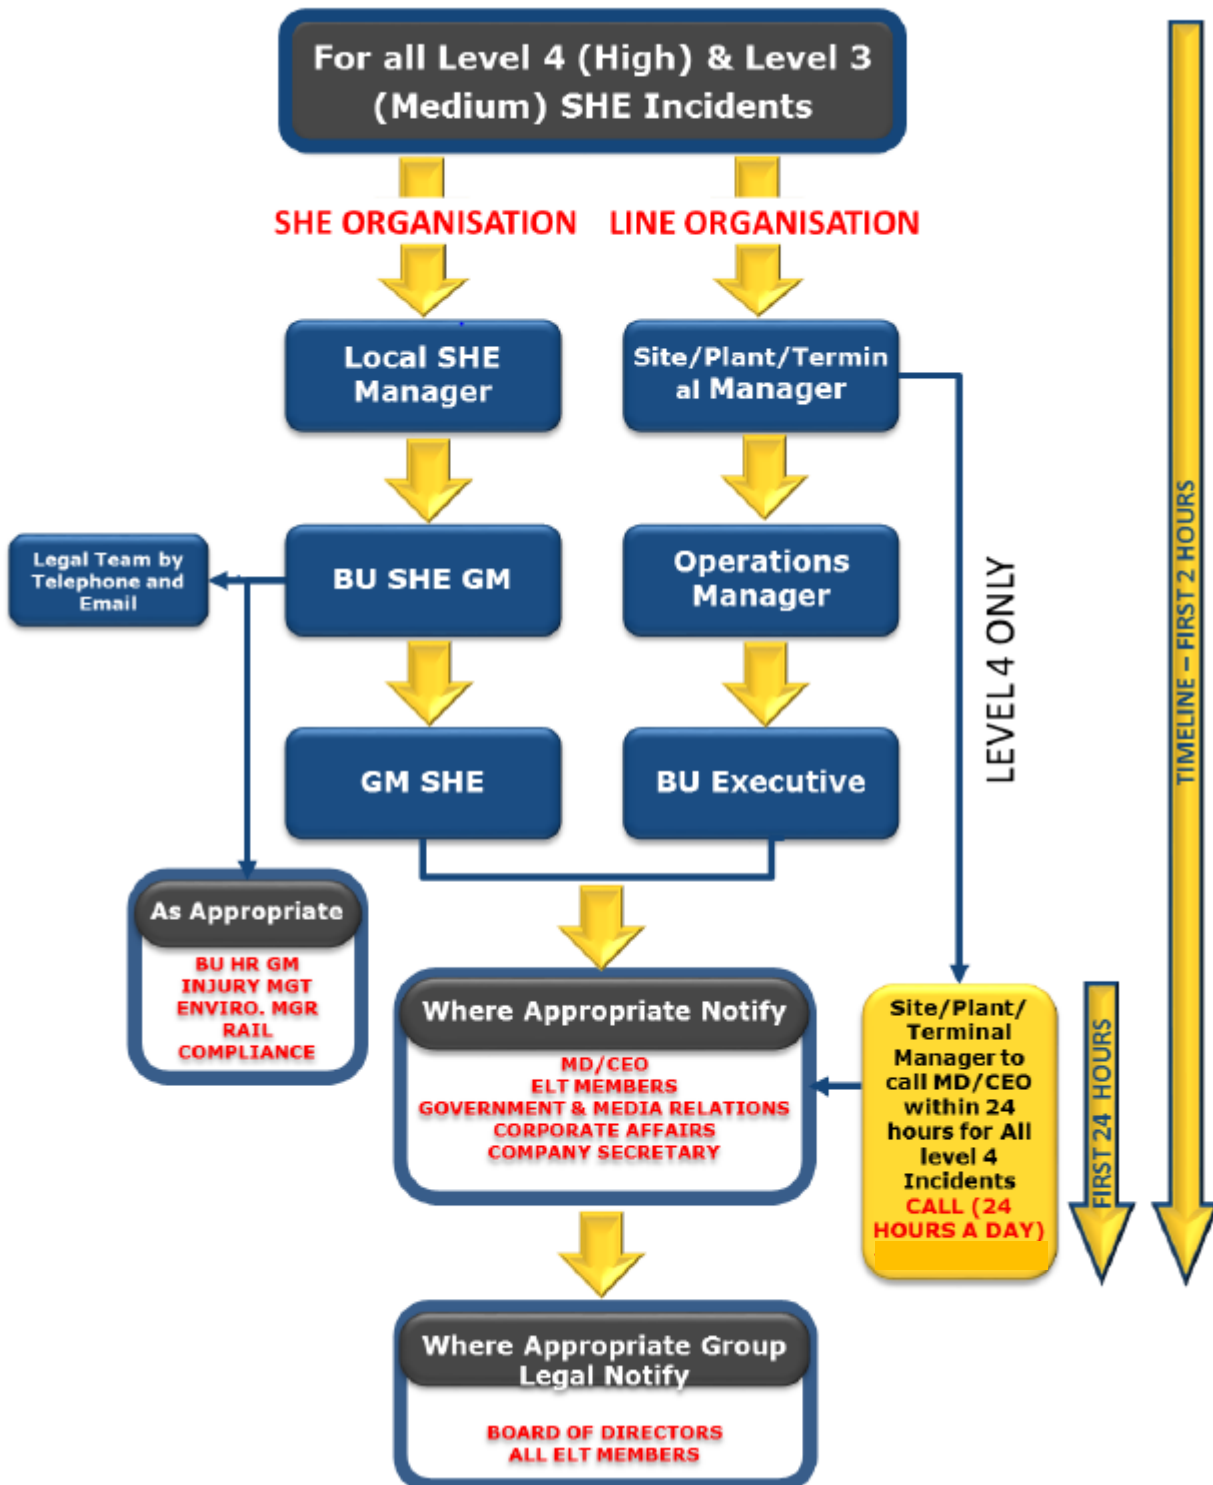 For all Level 4 (High) & Level 3
(Medium) SHE Incidents
SHE ORGANISATION
LINE ORGANISATION
Local SHE
Manager
Site/Plant/Termin
al Manager
Legal Team by
Telephone and
Email
BU SHE GM
Operations
Manager
GM SHE
BU Executive
LEVEL 4 ONLY
TIMELINE – FIRST 2 HOURS
As Appropriate
BU HR GM
INJURY MGT
ENVIRO. MGR
RAIL
COMPLIANCE
Where Appropriate Notify
MD/CEO
ELT MEMBERS
GOVERNMENT & MEDIA RELATIONS
CORPORATE AFFAIRS
COMPANY SECRETARY
Site/Plant/
Terminal
Manager to
call MD/CEO
within 24
hours for All
level 4
Incidents
CALL (24
HOURS A DAY)
FIRST 24 HOURS
Where Appropriate Group
Legal Notify
BOARD OF DIRECTORS
ALL ELT MEMBERS